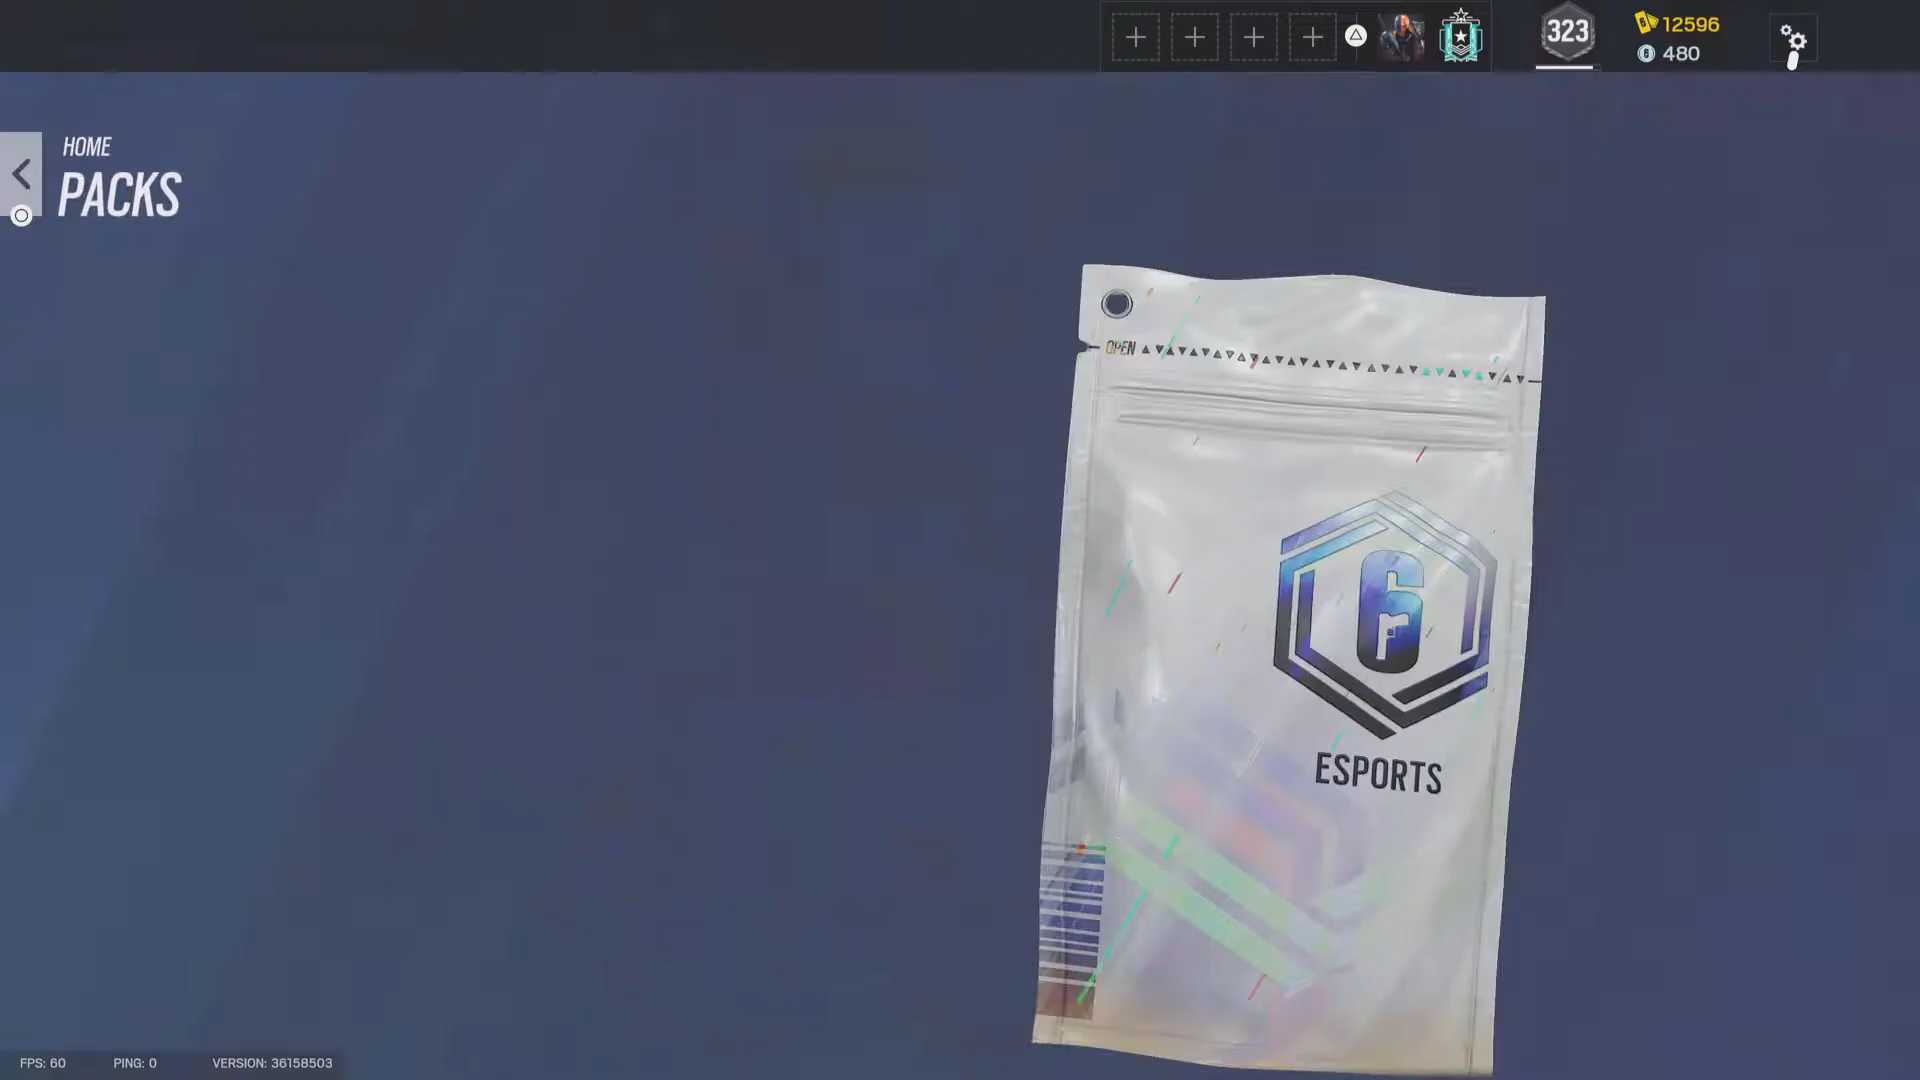 323
12596
480
HOME
PACKS
OPEN
6
ESPORTS
FPS: 60 PING: 0 VERSION: 36158503